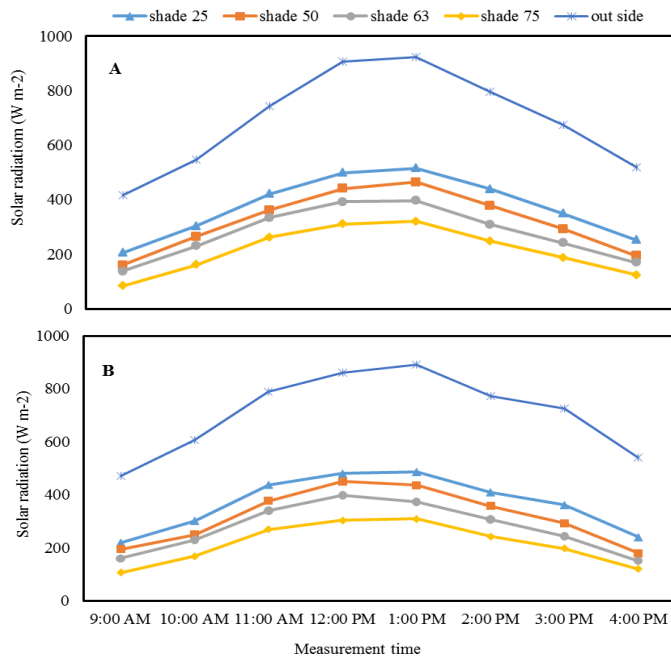 shade 25 shade 50 shade 63 shade 75 out side
1000
A
800
600
400
200
0
Solar radiatiom (W m-2)
1000
B
800
600
400
200
0
Solar radiation (W m-2)
9:00 AM 10:00 AM 11:00 AM 12:00 PM 1:00 PM 2:00 PM 3:00 PM 4:00 PM
Measurement time